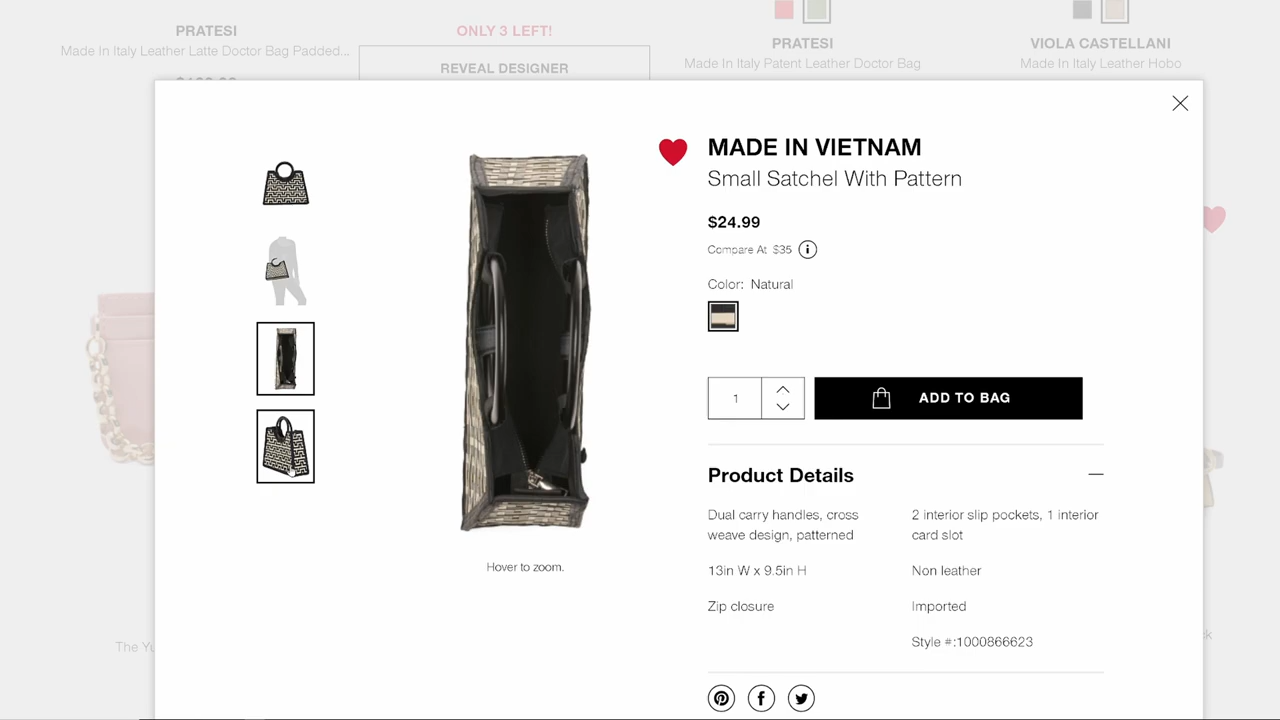 PRATESI
Made In Italy Leather Latte Doctor Bag Padded...
ONLY 3 LEFT!
REVEAL DESIGNER
PRATESI
Made In Italy Patent Leather Doctor Bag
VIOLA CASTELLANI
Made In Italy Leather Hobo
MADE IN VIETNAM
Small Satchel With Pattern
$24.99
Compare At $35 i
Color: Natural
1
ADD TO BAG
Product Details
Dual carry handles, cross
weave design, patterned
13in W x 9.5in H
Zip closure
2 interior slip pockets, 1 interior
card slot
Non leather
Imported
Style #:1000866623
Hover to zoom.
The Yu